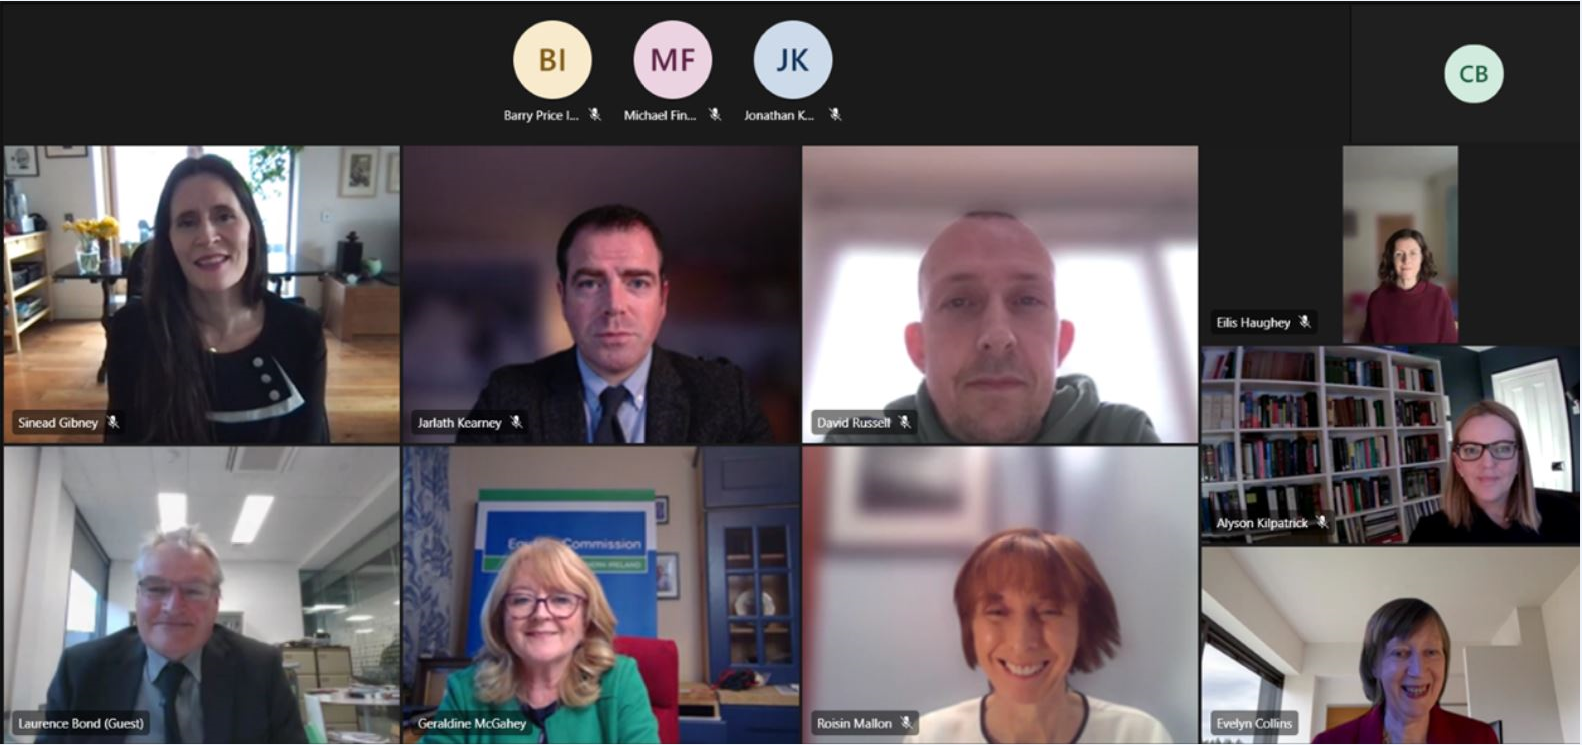 BI
MF
JK
CB
Barry Price I...
Michael Fin...
Jonathan K...
Sinead Gibney
Jarlath Kearney
David Russell
Eilis Haughey
Alyson Kilpatrick
Commission
Laurence Bond (Guest)
Geraldine McGahey
Roisin Mallon
Evelyn Collins